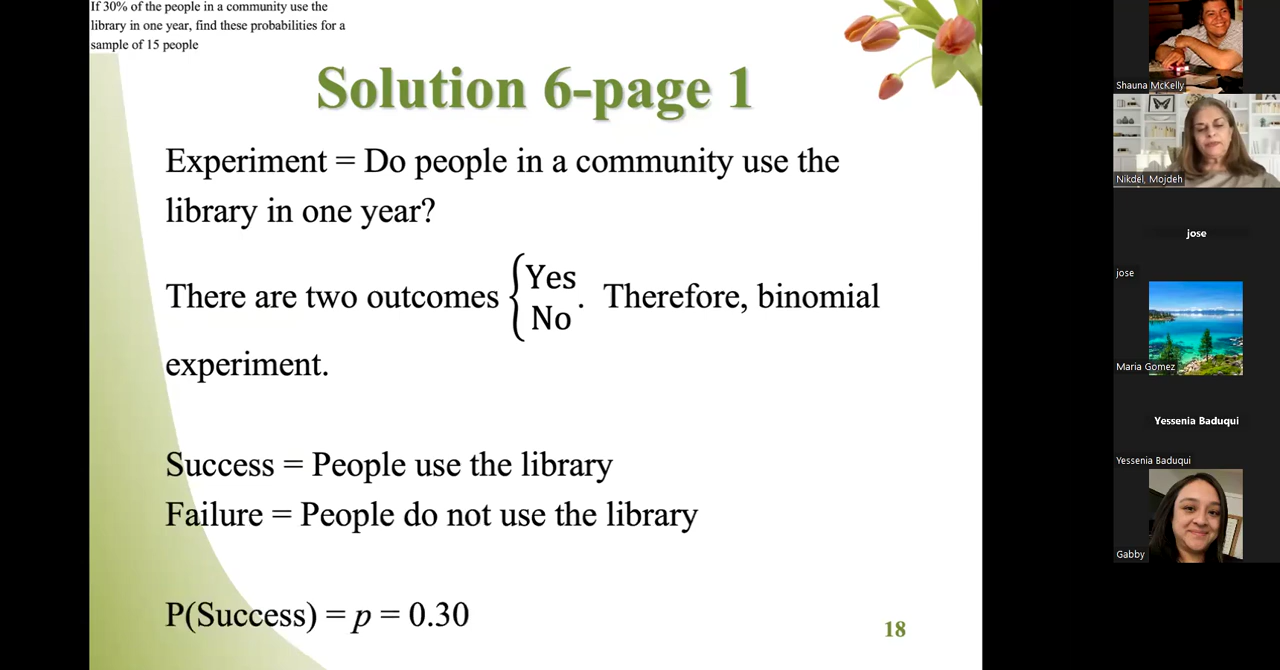 If 30% of the people in a community use the
library in one year, find these probabilities for a
sample of 15 people
Solution 6-page 1
Experiment = Do people in a community use the
library in one year?
There are two outcomes { Yes No . Therefore, binomial
experiment.
Success = People use the library
Failure = People do not use the library
P(Success) = p = 0.30
18
Shauna McKelly
Nikdel, Mojdeh
jose
jose
Maria Gomez
Yessenia Baduqui
Yessenia Baduqui
Gabby